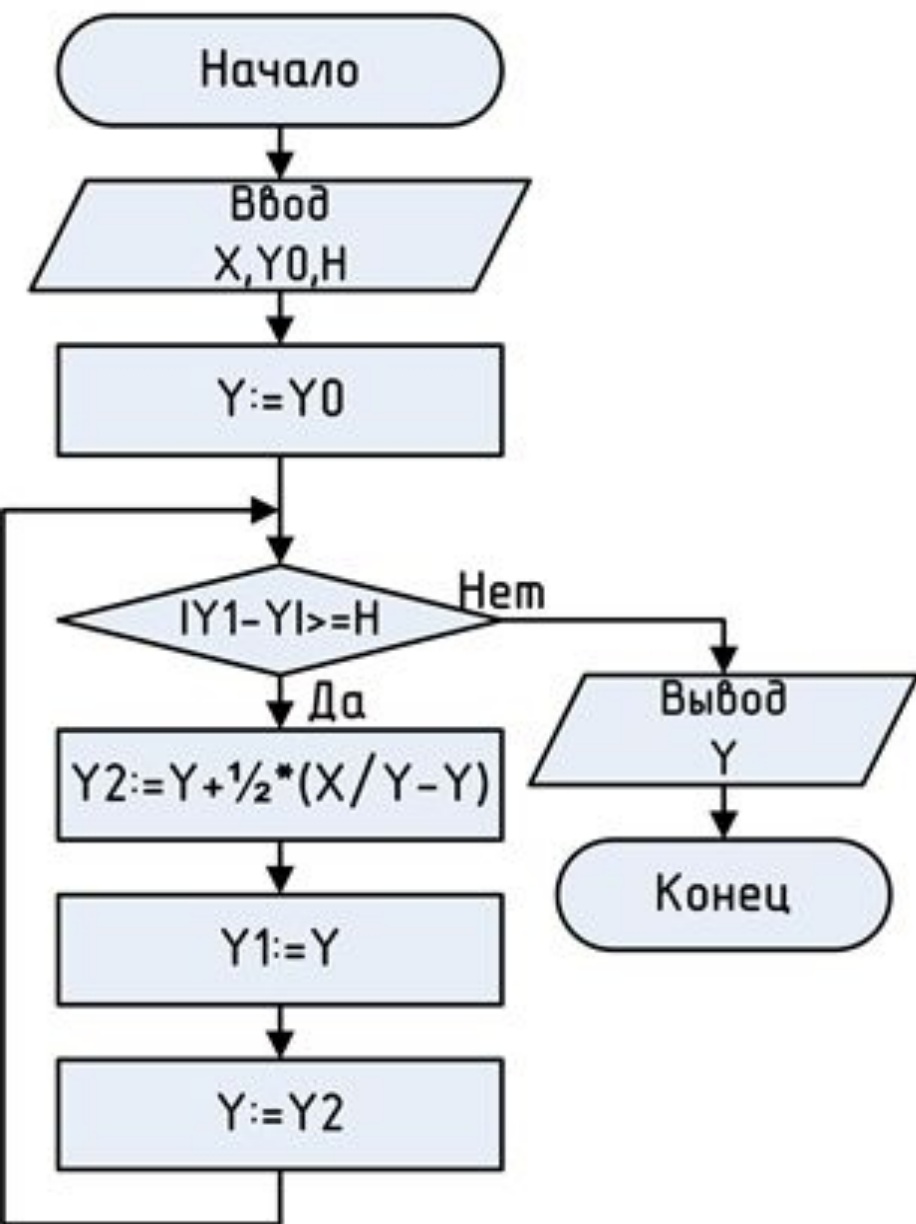 Начало
Ввод
X,Y0,H
Y:=Y0
|Y1-Y|>=H
Нет
Да
Y2:=Y+½*(X/Y-Y)
Y1:=Y
Y:=Y2
Вывод
Y
Конец